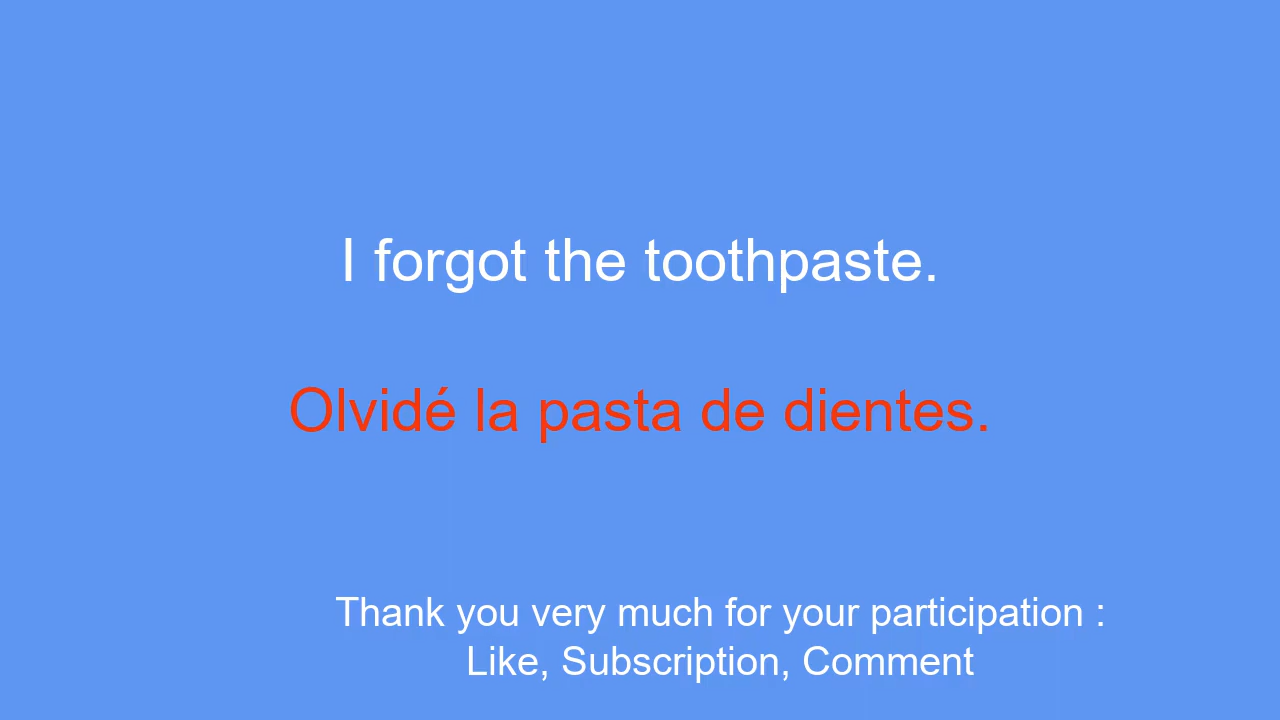 I forgot the toothpaste.
Olvidé la pasta de dientes.
Thank you very much for your participation :
Like, Subscription, Comment